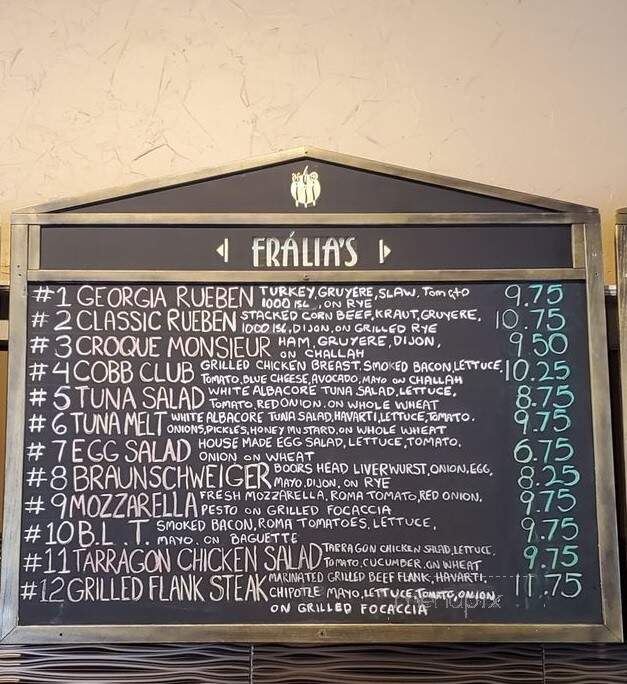 FRÁLIA'S
#1 GEORGIA RUEBEN TURKEY, GRUYERE, SLAW, Tomato 9.75
1000 ISL, ON RYE
#2 CLASSIC RUEBEN STACKED CORN BEEF, KRAUT, GRUYERE, 10.75
1000 ISL, DIJON, ON GRILLED RYE
#3 CROQUE MONSIEUR HAM, GRUYERE, DIJON, 9.50
ON CHALLAH
#4 COBB CLUB GRILLED CHICKEN BREAST, SMOKED BACON, LETTUCE, 10.25
TOMATO, BLUE CHEESE, AVOCADO, MAYO ON CHALLAH
#5 TUNA SALAD WHITE ALBACORE TUNA SALAD, LETTUCE, 8.75
TOMATO, RED ONION, ON WHOLE WHEAT
#6 TUNA MELT WHITE ALBACORE TUNA SALAD, HAVARTI, LETTUCE, TOMATO, 9.75
ONIONS, PICKLES, HONEY MUSTARD, ON WHOLE WHEAT
#7 EGG SALAD HOUSE MADE EGG SALAD, LETTUCE, TOMATO, 6.75
ONION ON WHEAT
#8 BRAUNSCHWEIGER BOORS HEAD LIVERWURST, ONION, EGG, 8.25
MAYO, DIJON, ON RYE
#9 MOZZARELLA FRESH MOZZARELLA, ROMA TOMATO, RED ONION, 9.75
PESTO ON GRILLED FOCACCIA
#10 B.L.T. SMOKED BACON, ROMA TOMATOES, LETTUCE, 9.75
MAYO, ON BAGUETTE
#11 TARRAGON CHICKEN SALAD TARRAGON CHICKEN SALAD, LETTUCE, 9.75
TOMATO, CUCUMBER, ON WHEAT
#12 GRILLED FLANK STEAK MARINATED GRILLED BEEF FLANK, HAVARTI, 11.75
CHIPOTLE MAYO, LETTUCE, TOMATO, ONION
ON GRILLED FOCACCIA
menupix